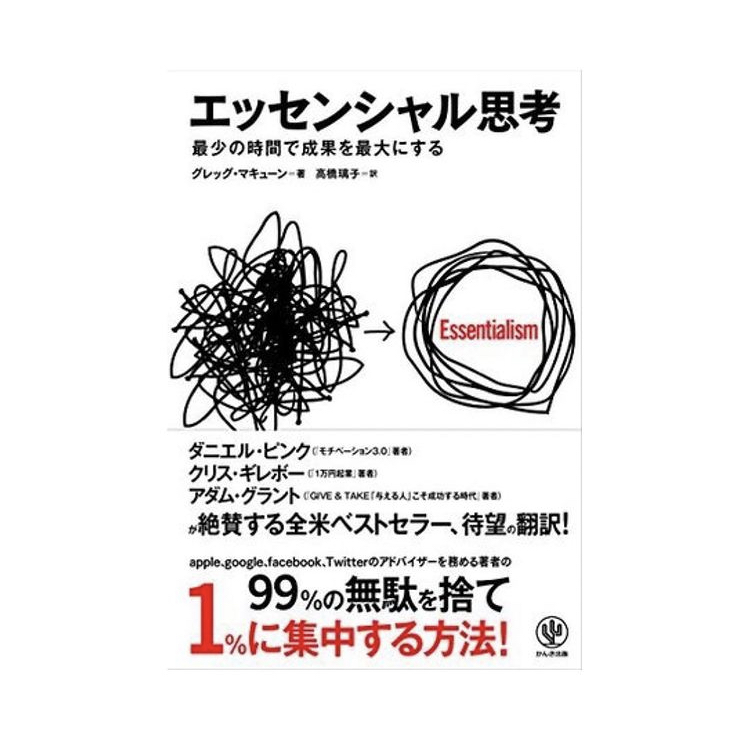 エッセンシャル思考
最少の時間で成果を最大にする
グレッグ・マキューン=著 高橋璃子=訳
Essentialism
ダニエル・ピンク(『モチベーション3.0』著者)
クリス・ギレボー(『1万円起業』著者)
アダム・グラント(『GIVE & TAKE「与える人」こそ成功する時代』著者)
が絶賛する全米ベストセラー、待望の翻訳!
apple、google、facebook、Twitterのアドバイザーを務める著者の
99%の無駄を捨て
1%に集中する方法!
かんき出版